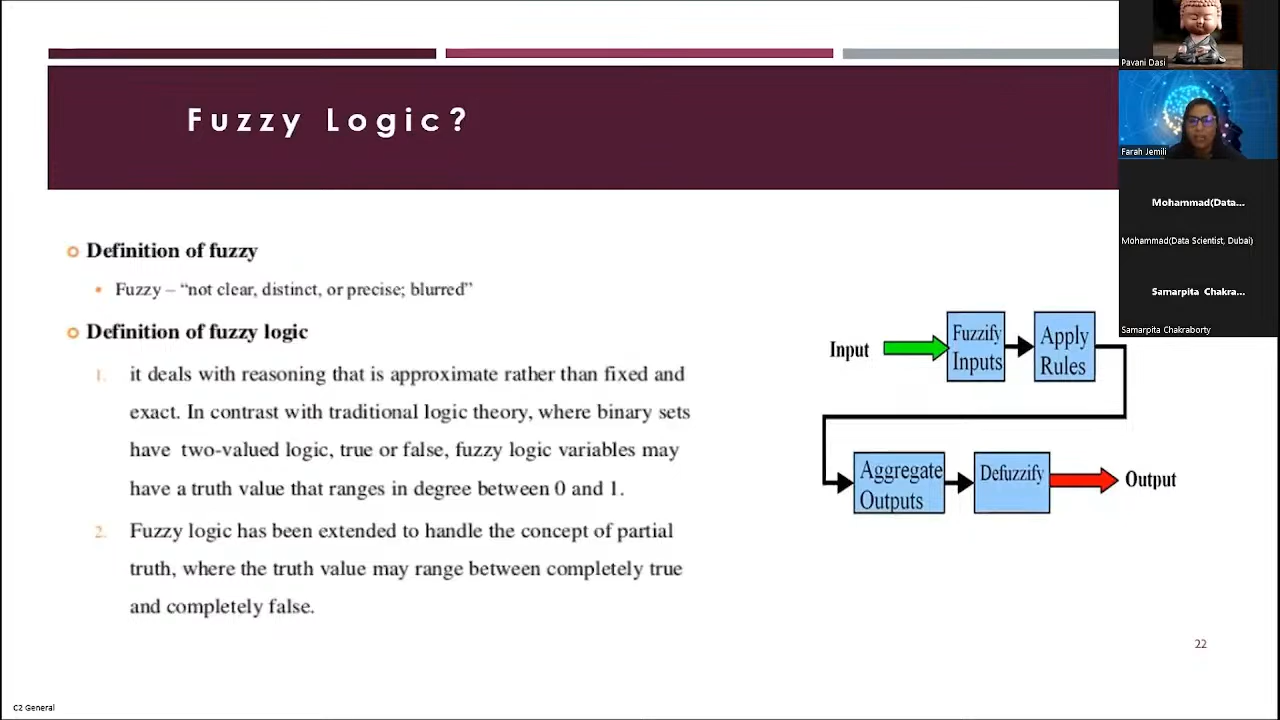 Fuzzy Logic?
Definition of fuzzy
Fuzzy – “not clear, distinct, or precise; blurred”
Definition of fuzzy logic
1. it deals with reasoning that is approximate rather than fixed and
exact. In contrast with traditional logic theory, where binary sets
have two-valued logic, true or false, fuzzy logic variables may
have a truth value that ranges in degree between 0 and 1.
2. Fuzzy logic has been extended to handle the concept of partial
truth, where the truth value may range between completely true
and completely false.
Input
Fuzzify
Inputs
Apply
Rules
Aggregate
Outputs
Defuzzify
Output
22
C2 General
Pavani Dasi
Farah Jemili
Mohammad(Data...
Mohammad(Data Scientist, Dubai)
Samarpita Chakra...
Samarpita Chakraborty